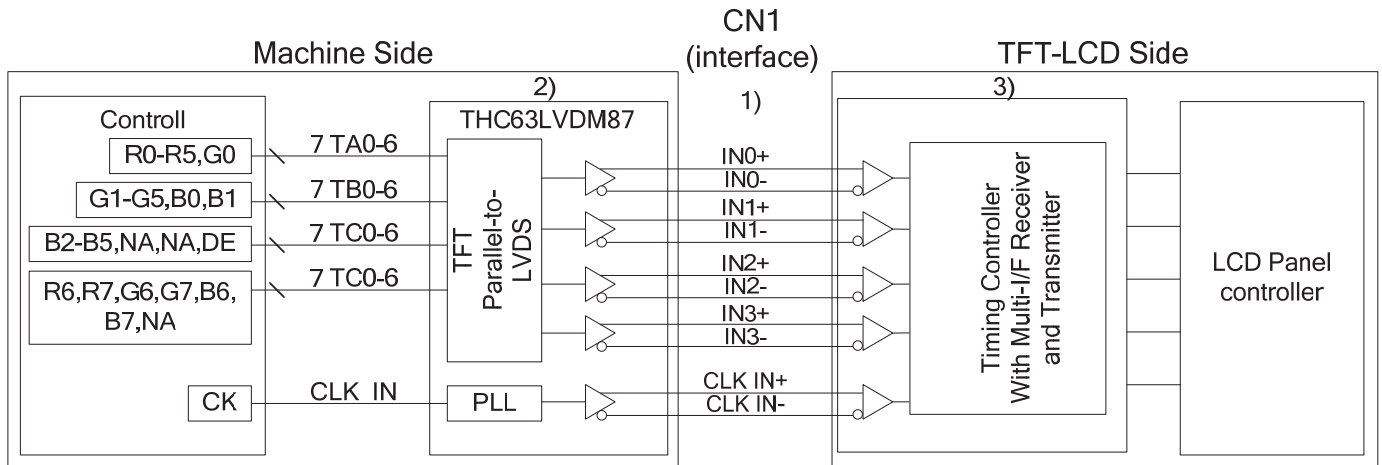 CN1
(interface)
Machine Side
TFT-LCD Side
1)
2)
3)
Controll
THC63LVDM87
R0-R5,G0
7 TA0-6
G1-G5,B0,B1
7 TB0-6
B2-B5,NA,NA,DE
7 TC0-6
R6,R7,G6,G7,B6,
B7,NA
7 TC0-6
CK
CLK IN
TFT
Parallel-to-
LVDS
PLL
IN0+
IN0-
IN1+
IN1-
IN2+
IN2-
IN3+
IN3-
CLK IN+
CLK IN-
Timing Controller
With Multi-I/F Receiver
and Transmitter
LCD Panel
controller